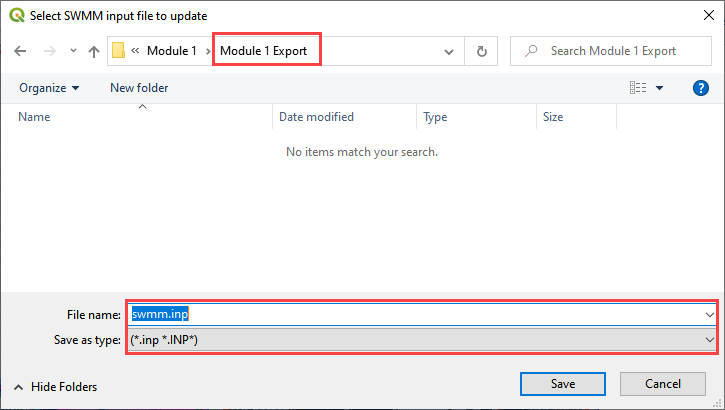 Select SWMM input file to update
Module 1 Module 1 Export Search Module 1 Export
Organize New folder
Name Date modified Type Size
No items match your search.
File name: swmm.inp
Save as type: (*.inp *.INP*)
Hide Folders Save Cancel